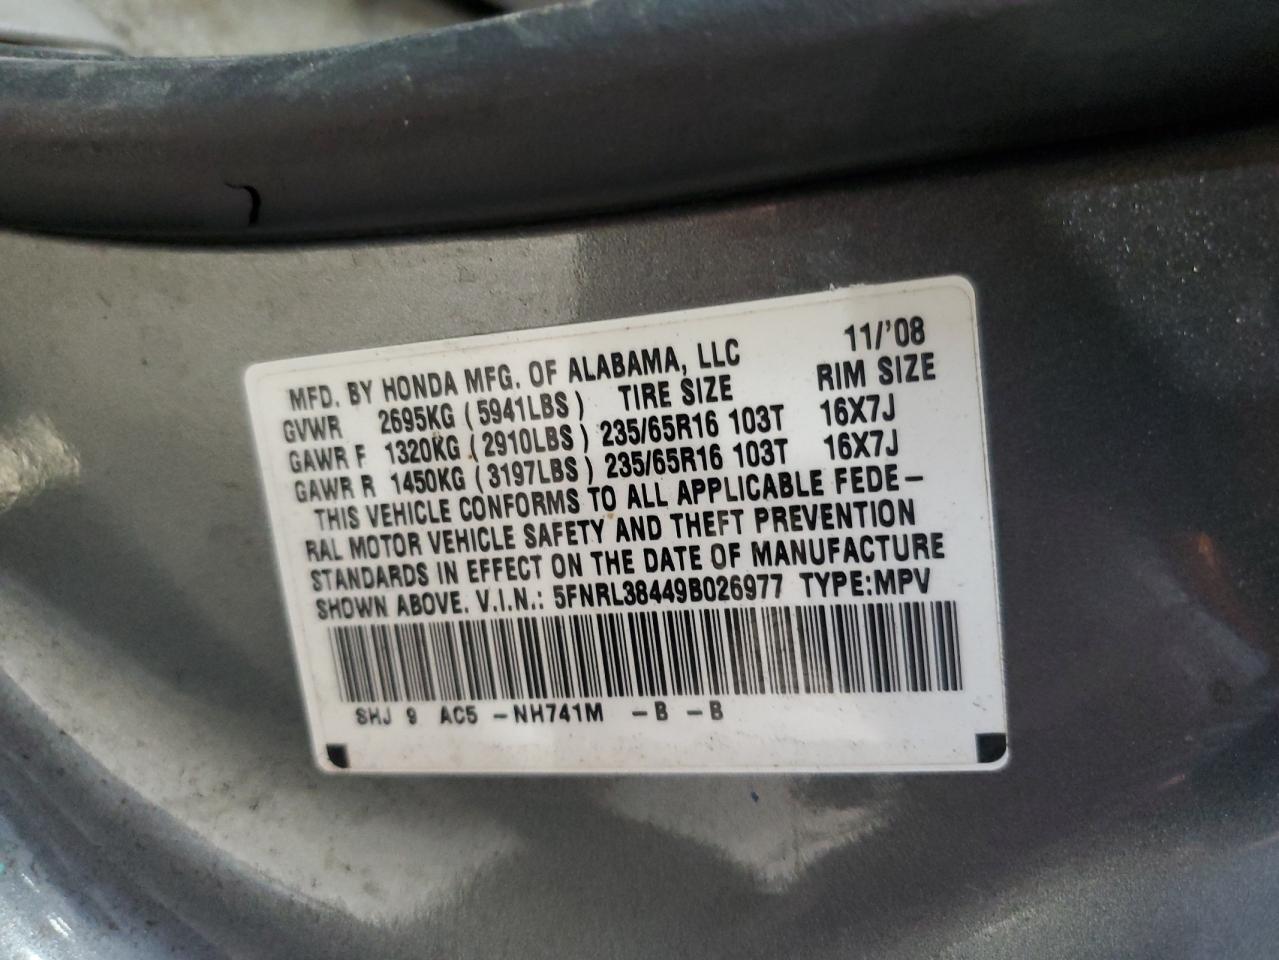 MFD. BY HONDA MFG. OF ALABAMA, LLC 11/'08
GVWR 2695KG (5941LBS) TIRE SIZE RIM SIZE
GAWR F 1320KG (2910LBS) 235/65R16 103T 16X7J
GAWR R 1450KG (3197LBS) 235/65R16 103T 16X7J
THIS VEHICLE CONFORMS TO ALL APPLICABLE FEDE-
RAL MOTOR VEHICLE SAFETY AND THEFT PREVENTION
STANDARDS IN EFFECT ON THE DATE OF MANUFACTURE
SHOWN ABOVE. V.I.N.: 5FNRL38449B026977 TYPE:MPV
SHJ 9 AC5 -NH741M -B -B